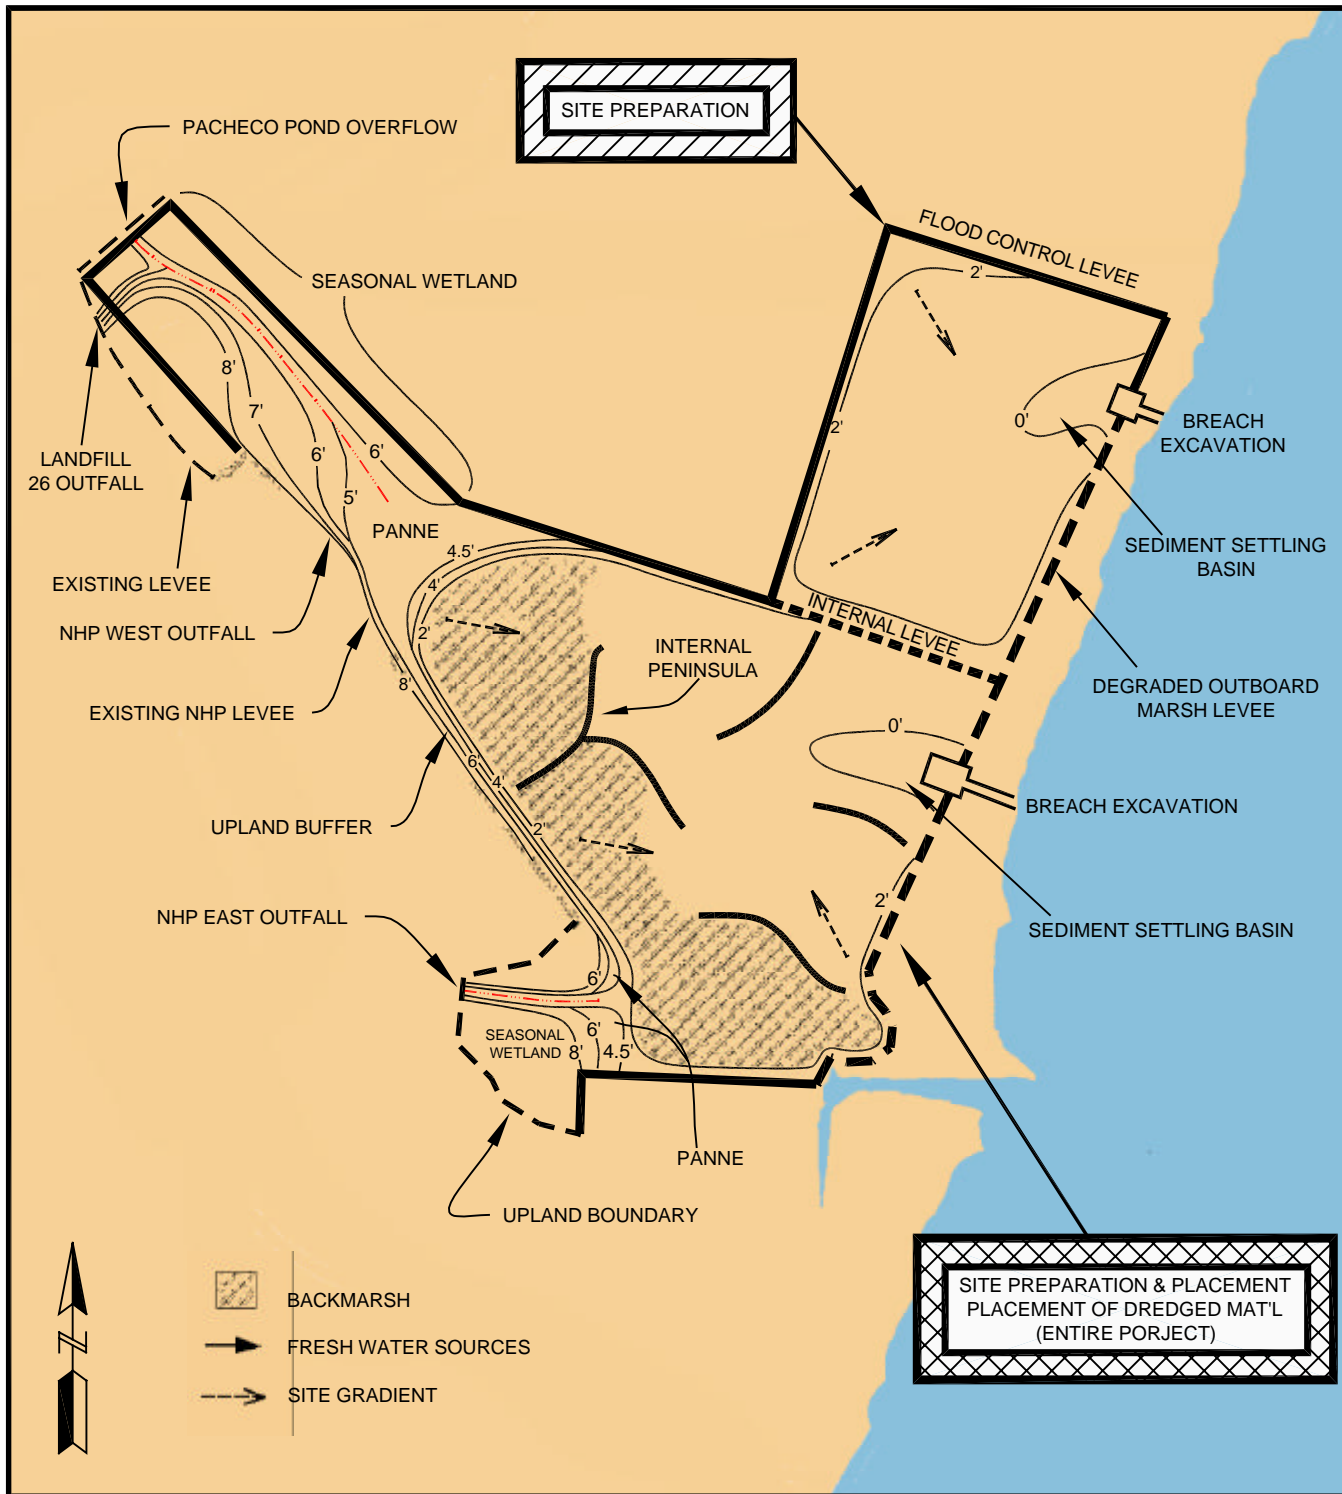 SITE PREPARATION
PACHECO POND OVERFLOW
FLOOD CONTROL LEVEE
2'
SEASONAL WETLAND
8'
7'
6'
6'
5'
2'
0'
BREACH
EXCAVATION
LANDFILL
26 OUTFALL
PANNE
4.5'
4'
2'
SEDIMENT SETTLING
BASIN
EXISTING LEVEE
NHP WEST OUTFALL
INTERNAL LEVEE
INTERNAL
PENINSULA
8'
DEGRADED OUTBOARD
MARSH LEVEE
EXISTING NHP LEVEE
0'
6'
4'
2'
UPLAND BUFFER
BREACH EXCAVATION
2'
NHP EAST OUTFALL
SEDIMENT SETTLING BASIN
6'
SEASONAL
WETLAND
6'
8'
4.5'
PANNE
UPLAND BOUNDARY
N
BACKMARSH
FRESH WATER SOURCES
SITE GRADIENT
SITE PREPARATION & PLACEMENT
PLACEMENT OF DREDGED MAT'L
(ENTIRE PORJECT)